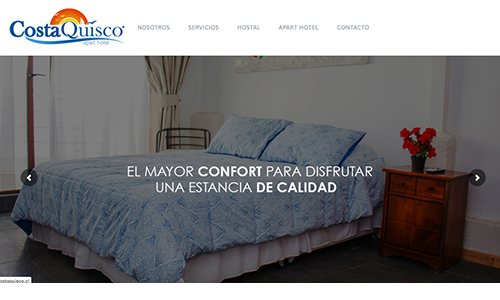 CostaQuisco
apart hotel
NOSOTROS SERVICIOS HOSTAL APART HOTEL CONTACTO
EL MAYOR CONFORT PARA DISFRUTAR
UNA ESTANCIA DE CALIDAD
ostaquisco.cl